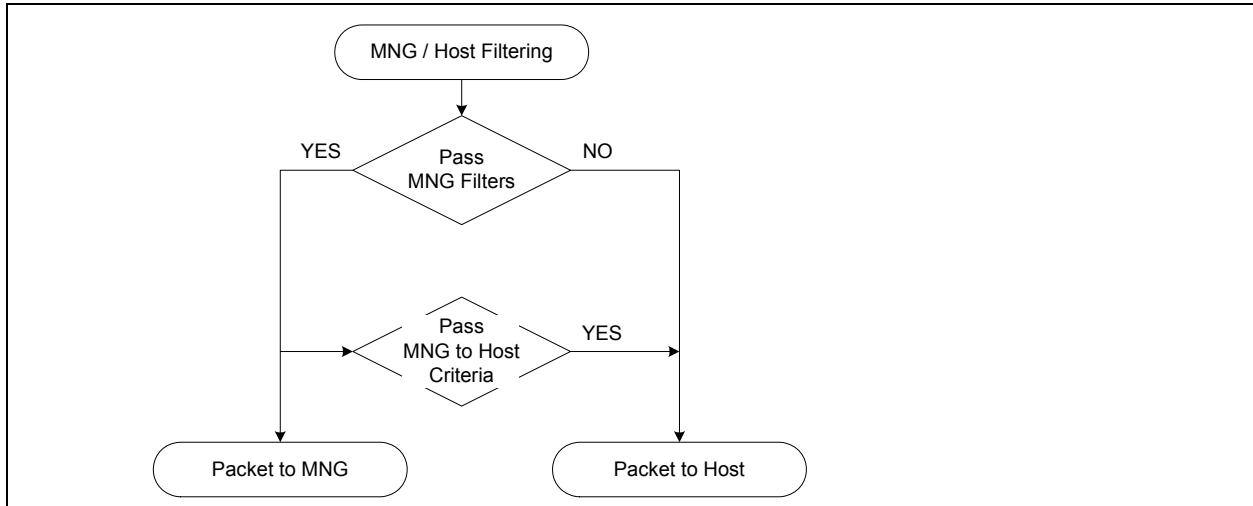 MNG / Host Filtering
YES
Pass
MNG Filters
NO
Pass
MNG to Host
Criteria
YES
Packet to MNG
Packet to Host